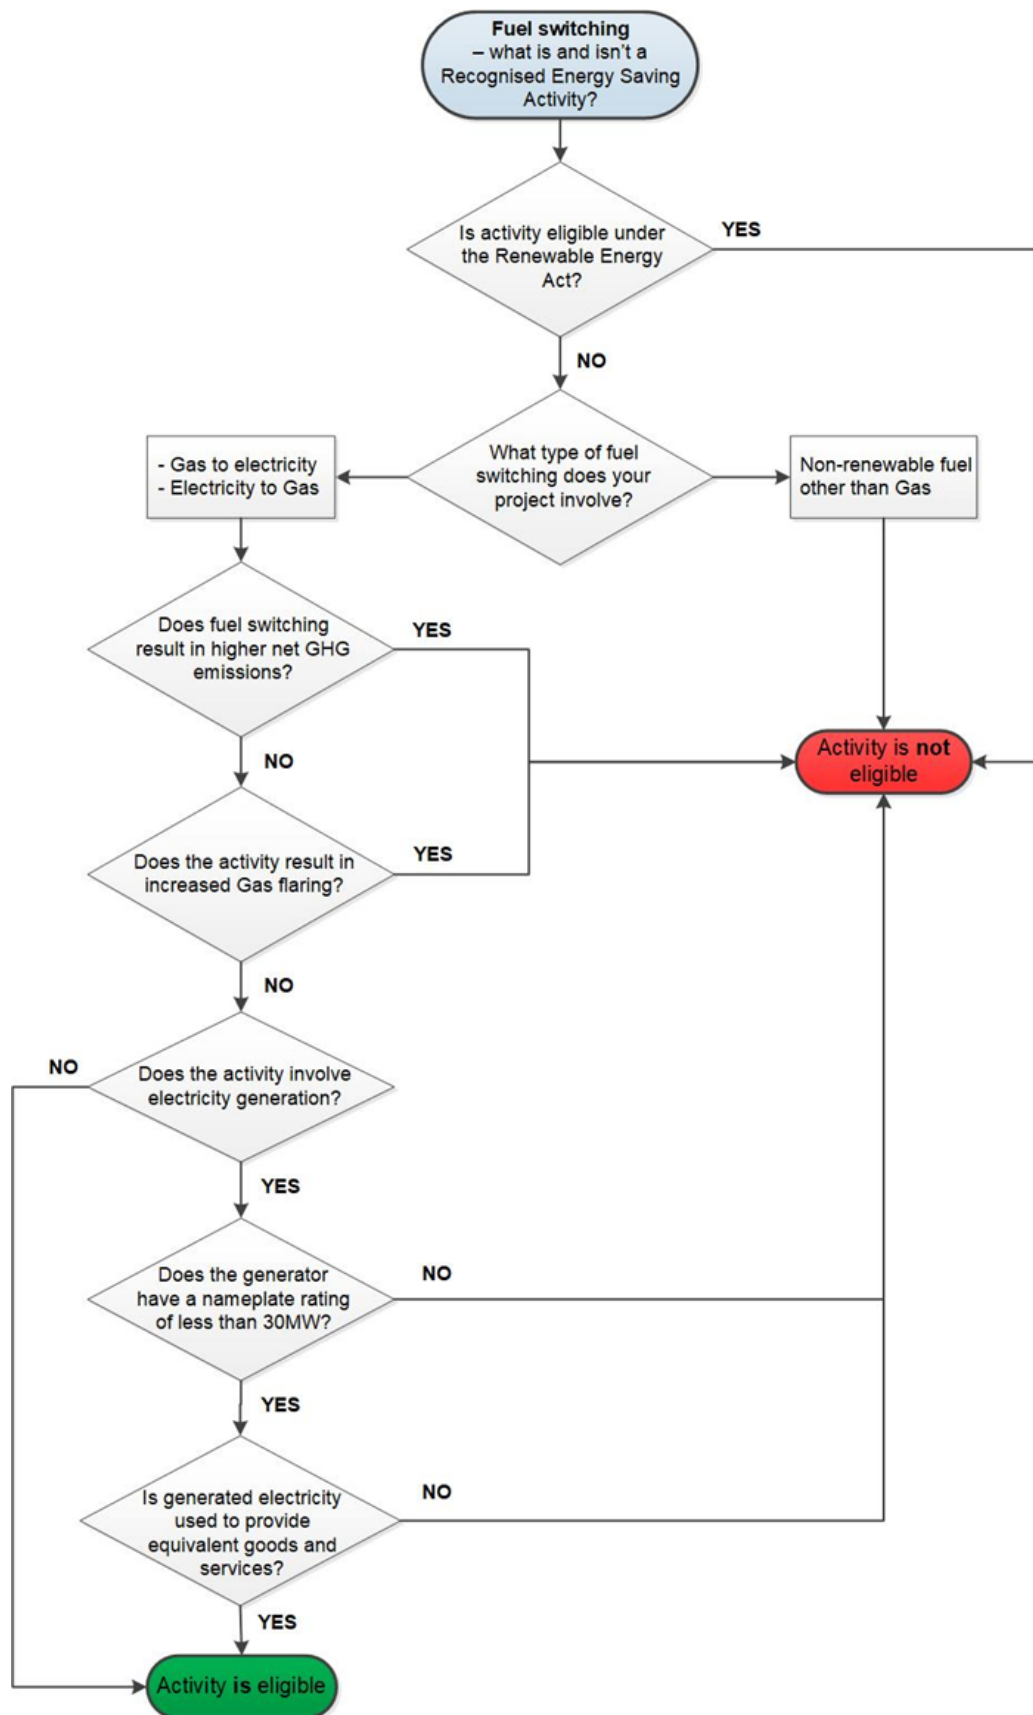 Fuel switching
– what is and isn't a
Recognised Energy Saving
Activity?
Is activity eligible under
the Renewable Energy
Act?
YES
NO
What type of fuel
switching does your
project involve?
- Gas to electricity
- Electricity to Gas
Non-renewable fuel
other than Gas
Does fuel switching
result in higher net GHG
emissions?
YES
NO
Activity is not
eligible
Does the activity result in
increased Gas flaring?
YES
NO
Does the activity involve
electricity generation?
NO
YES
Does the generator
have a nameplate rating
of less than 30MW?
NO
YES
Is generated electricity
used to provide
equivalent goods and
services?
NO
YES
Activity is eligible